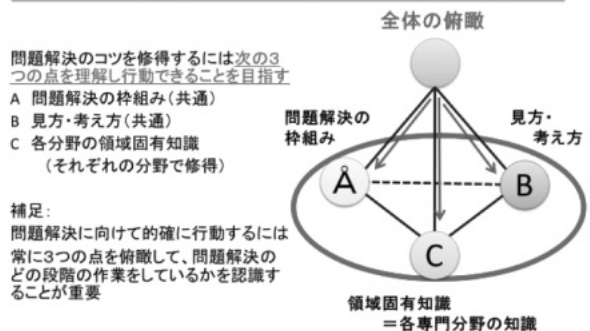 全体の俯瞰
問題解決のコツを修得するには次の3
つの点を理解し行動できることを目指す
A 問題解決の枠組み(共通)
B 見方・考え方(共通)
C 各分野の領域固有知識
(それぞれの分野で修得)
補足:
問題解決に向けて的確に行動するには
常に3つの点を俯瞰して、問題解決の
どの段階の作業をしているかを認識す
ることが重要
問題解決の
枠組み
見方・
考え方
A
B
C
領域固有知識
=各専門分野の知識